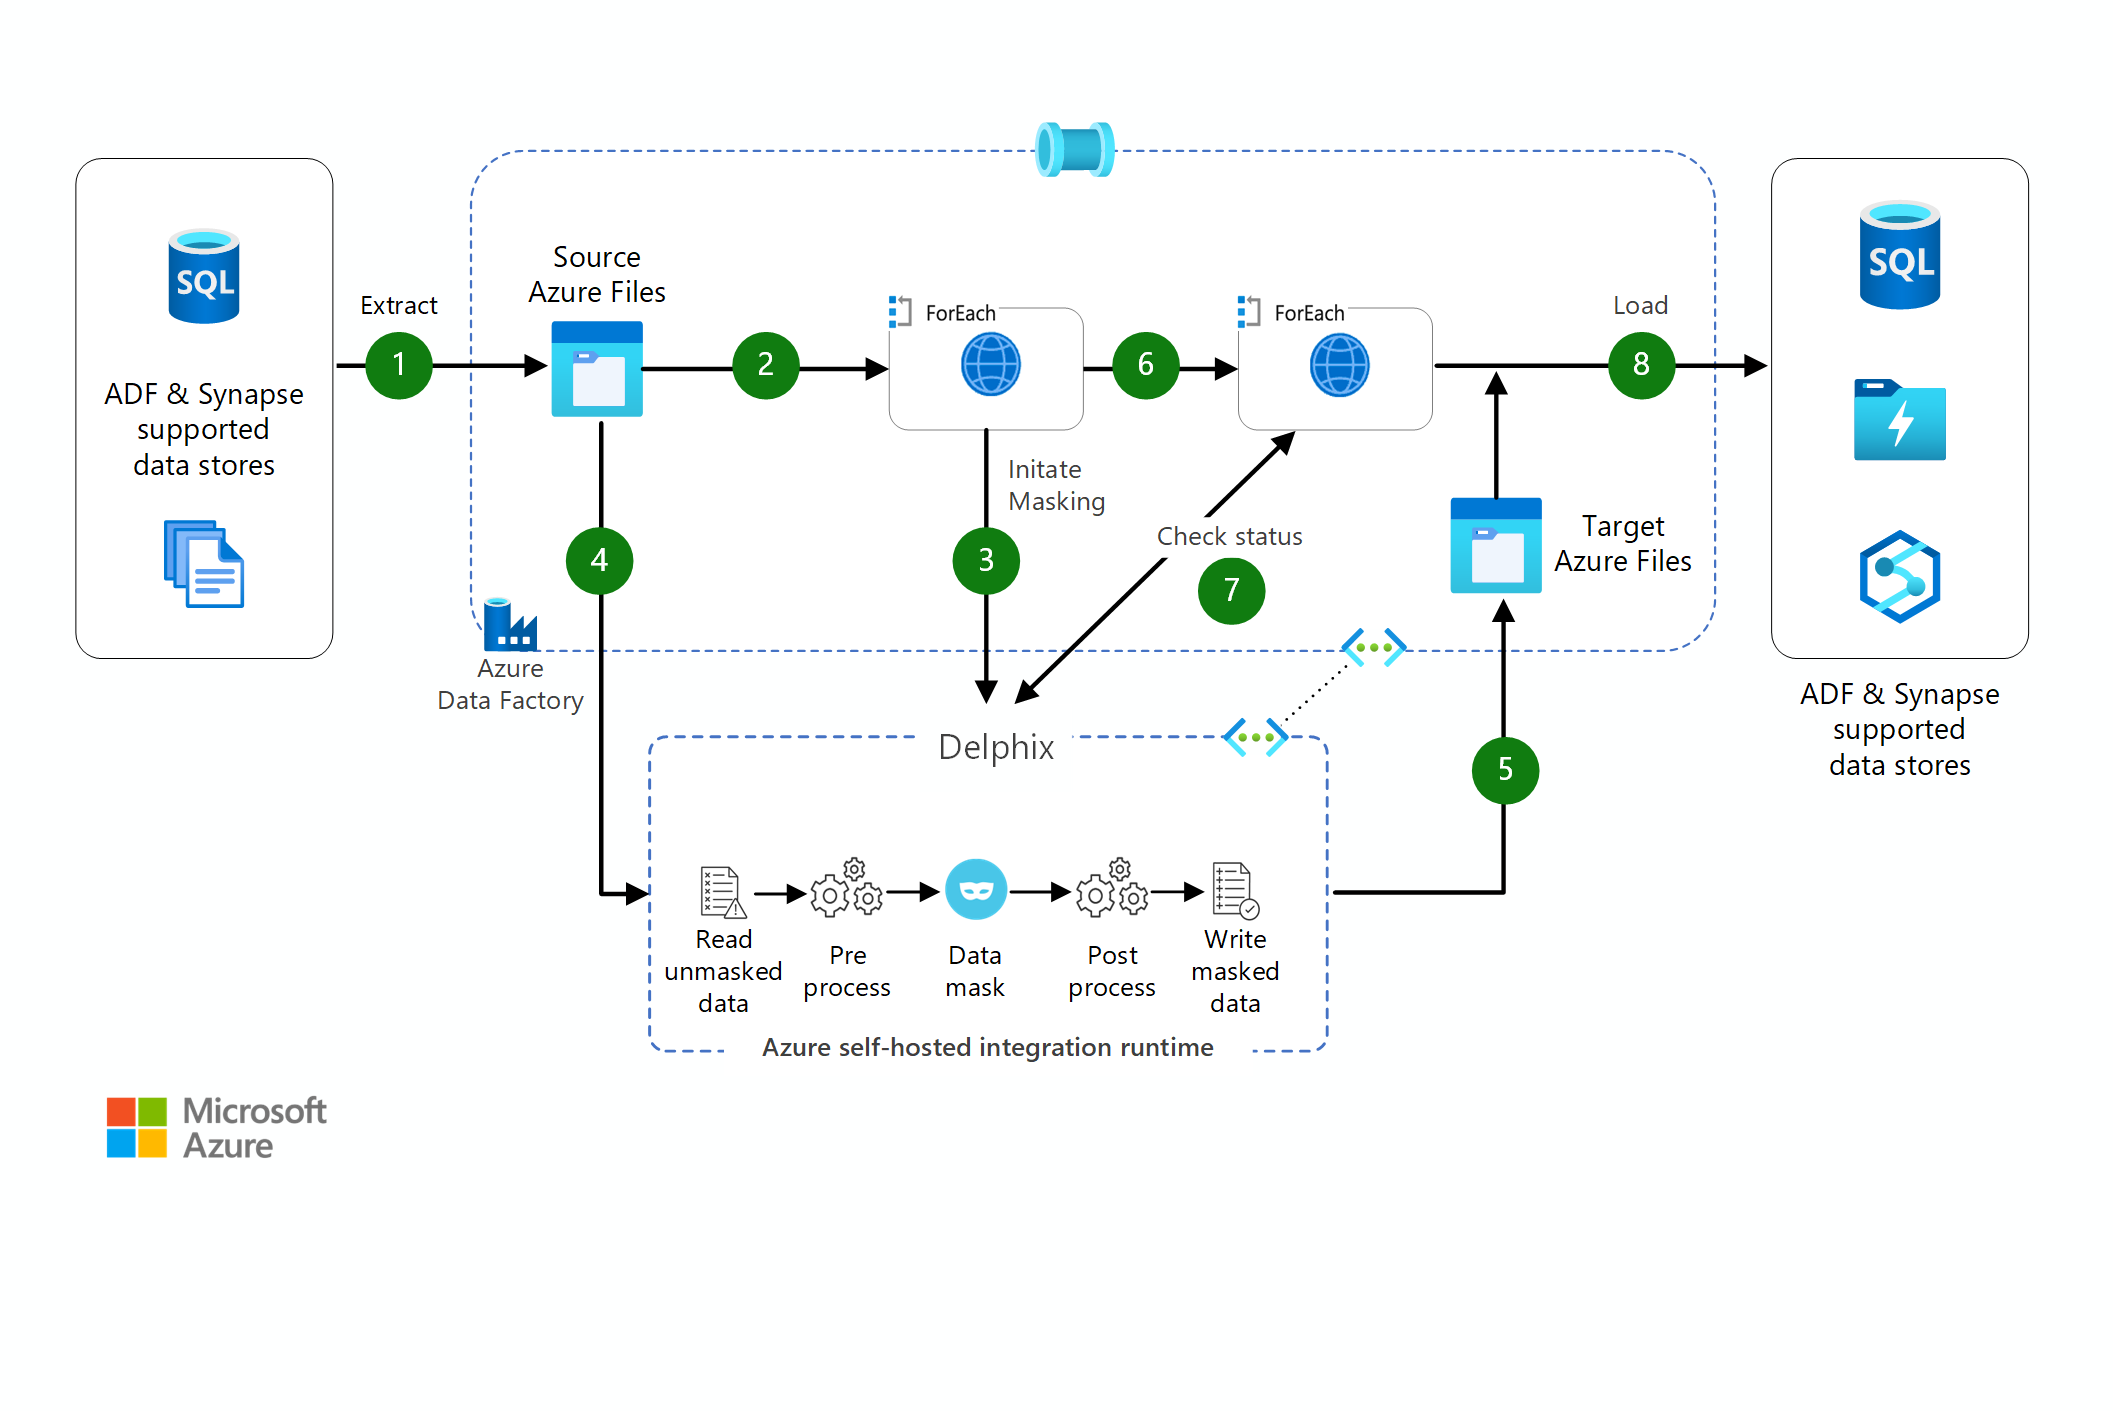 SQL
ADF & Synapse
supported
data stores
Extract
1
Source
Azure Files
2
ForEach
6
ForEach
Load
8
SQL
4
Initate
Masking
3
Check status
7
Target
Azure Files
Azure
Data Factory
5
ADF & Synapse
supported
data stores
Delphix
Read
unmasked
data
Pre
process
Data
mask
Post
process
Write
masked
data
Azure self-hosted integration runtime
Microsoft
Azure